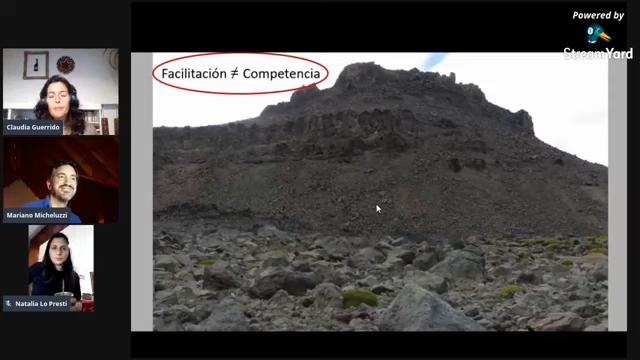 Powered by
StreamYard
Facilitación ≠ Competencia
Claudia Guerrido
Mariano Micheluzzi
Natalia Lo Presti